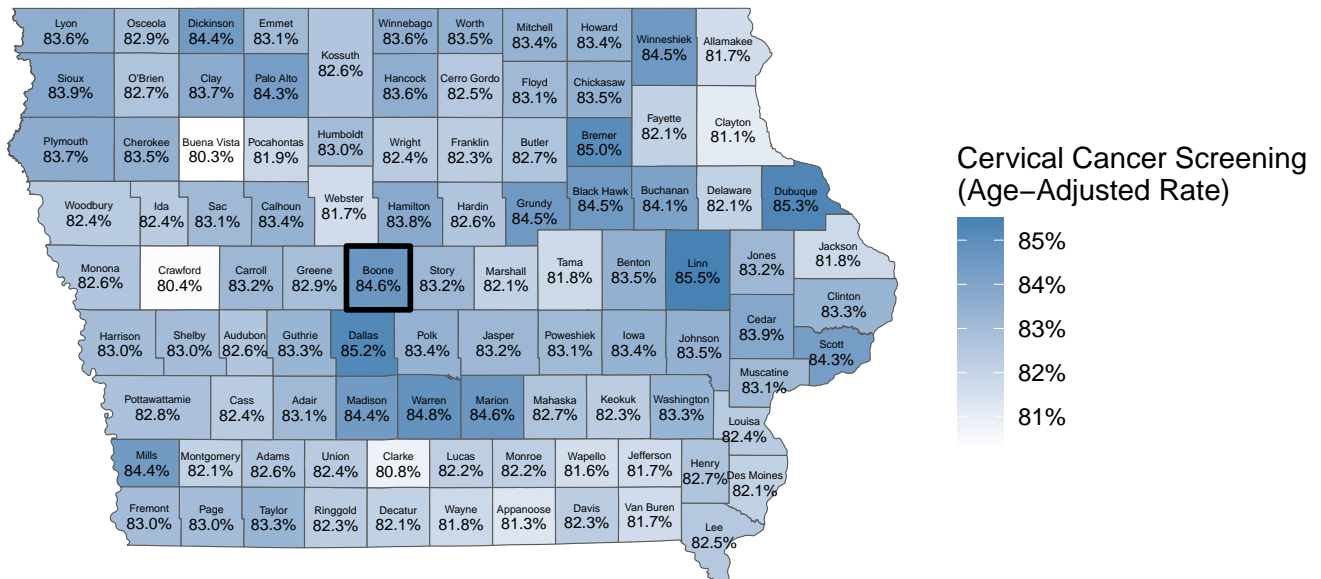 Lyon
83.6%
Osceola
82.9%
Dickinson
84.4%
Emmet
83.1%
Kossuth
82.6%
Winnebago
83.6%
Worth
83.5%
Mitchell
83.4%
Howard
83.4%
Winneshiek
84.5%
Allamakee
81.7%
Sioux
83.9%
O'Brien
82.7%
Clay
83.7%
Palo Alto
84.3%
Hancock
83.6%
Cerro Gordo
82.5%
Floyd
83.1%
Chickasaw
83.5%
Fayette
82.1%
Clayton
81.1%
Plymouth
83.7%
Cherokee
83.5%
Buena Vista
80.3%
Pocahontas
81.9%
Humboldt
83.0%
Wright
82.4%
Franklin
82.3%
Butler
82.7%
Bremer
85.0%
Woodbury
82.4%
Ida
82.4%
Sac
83.1%
Calhoun
83.4%
Webster
81.7%
Hamilton
83.8%
Hardin
82.6%
Grundy
84.5%
Black Hawk
84.5%
Buchanan
84.1%
Delaware
82.1%
Dubuque
85.3%
Monona
82.6%
Crawford
80.4%
Carroll
83.2%
Greene
82.9%
Boone
84.6%
Story
83.2%
Marshall
82.1%
Tama
81.8%
Benton
83.5%
Linn
85.5%
Jones
83.2%
Jackson
81.8%
Clinton
83.3%
Cedar
83.9%
Scott
84.3%
Harrison
83.0%
Shelby
83.0%
Audubon
82.6%
Guthrie
83.3%
Dallas
85.2%
Polk
83.4%
Jasper
83.2%
Poweshiek
83.1%
Iowa
83.4%
Johnson
83.5%
Muscatine
83.1%
Pottawattamie
82.8%
Cass
82.4%
Adair
83.1%
Madison
84.4%
Warren
84.8%
Marion
84.6%
Mahaska
82.7%
Keokuk
82.3%
Washington
83.3%
Louisa
82.4%
Mills
84.4%
Montgomery
82.1%
Adams
82.6%
Union
82.4%
Clarke
80.8%
Lucas
82.2%
Monroe
82.2%
Wapello
81.6%
Jefferson
81.7%
Henry
82.7%
Des Moines
82.1%
Fremont
83.0%
Page
83.0%
Taylor
83.3%
Ringgold
82.3%
Decatur
82.1%
Wayne
81.8%
Appanoose
81.3%
Davis
82.3%
Van Buren
81.7%
Lee
82.5%
Cervical Cancer Screening
(Age−Adjusted Rate)
85%
84%
83%
82%
81%